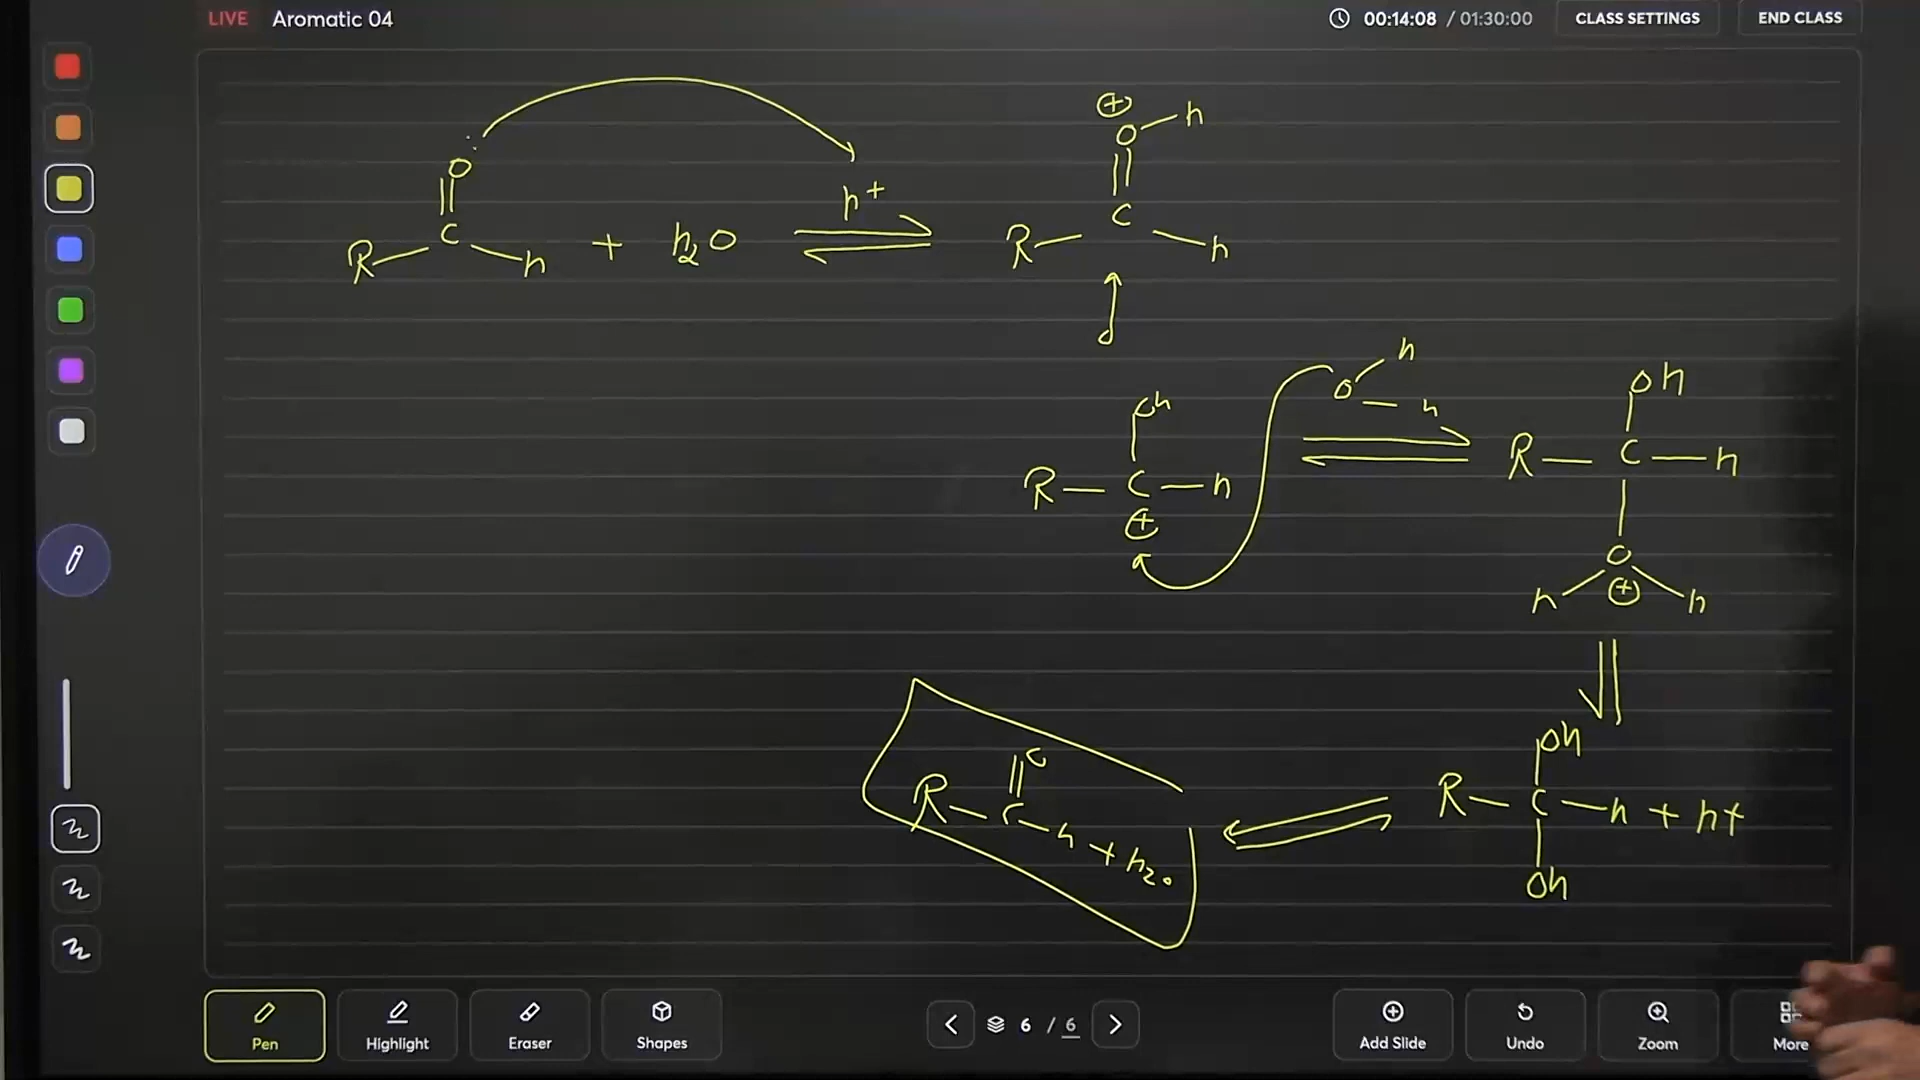 LIVE Aromatic 04 00:14:08 / 01:30:00 CLASS SETTINGS END CLASS
⊕
O h
O
h+
C
C
R h + h2O R h
h
O h
Oh
oh
R C h
R C h
⊕
O
h ⊕ h
Oh
O
R C h + h2o
R C h + h+
Oh
Pen Highlight Eraser Shapes 6 / 6 Add Slide Undo Zoom More